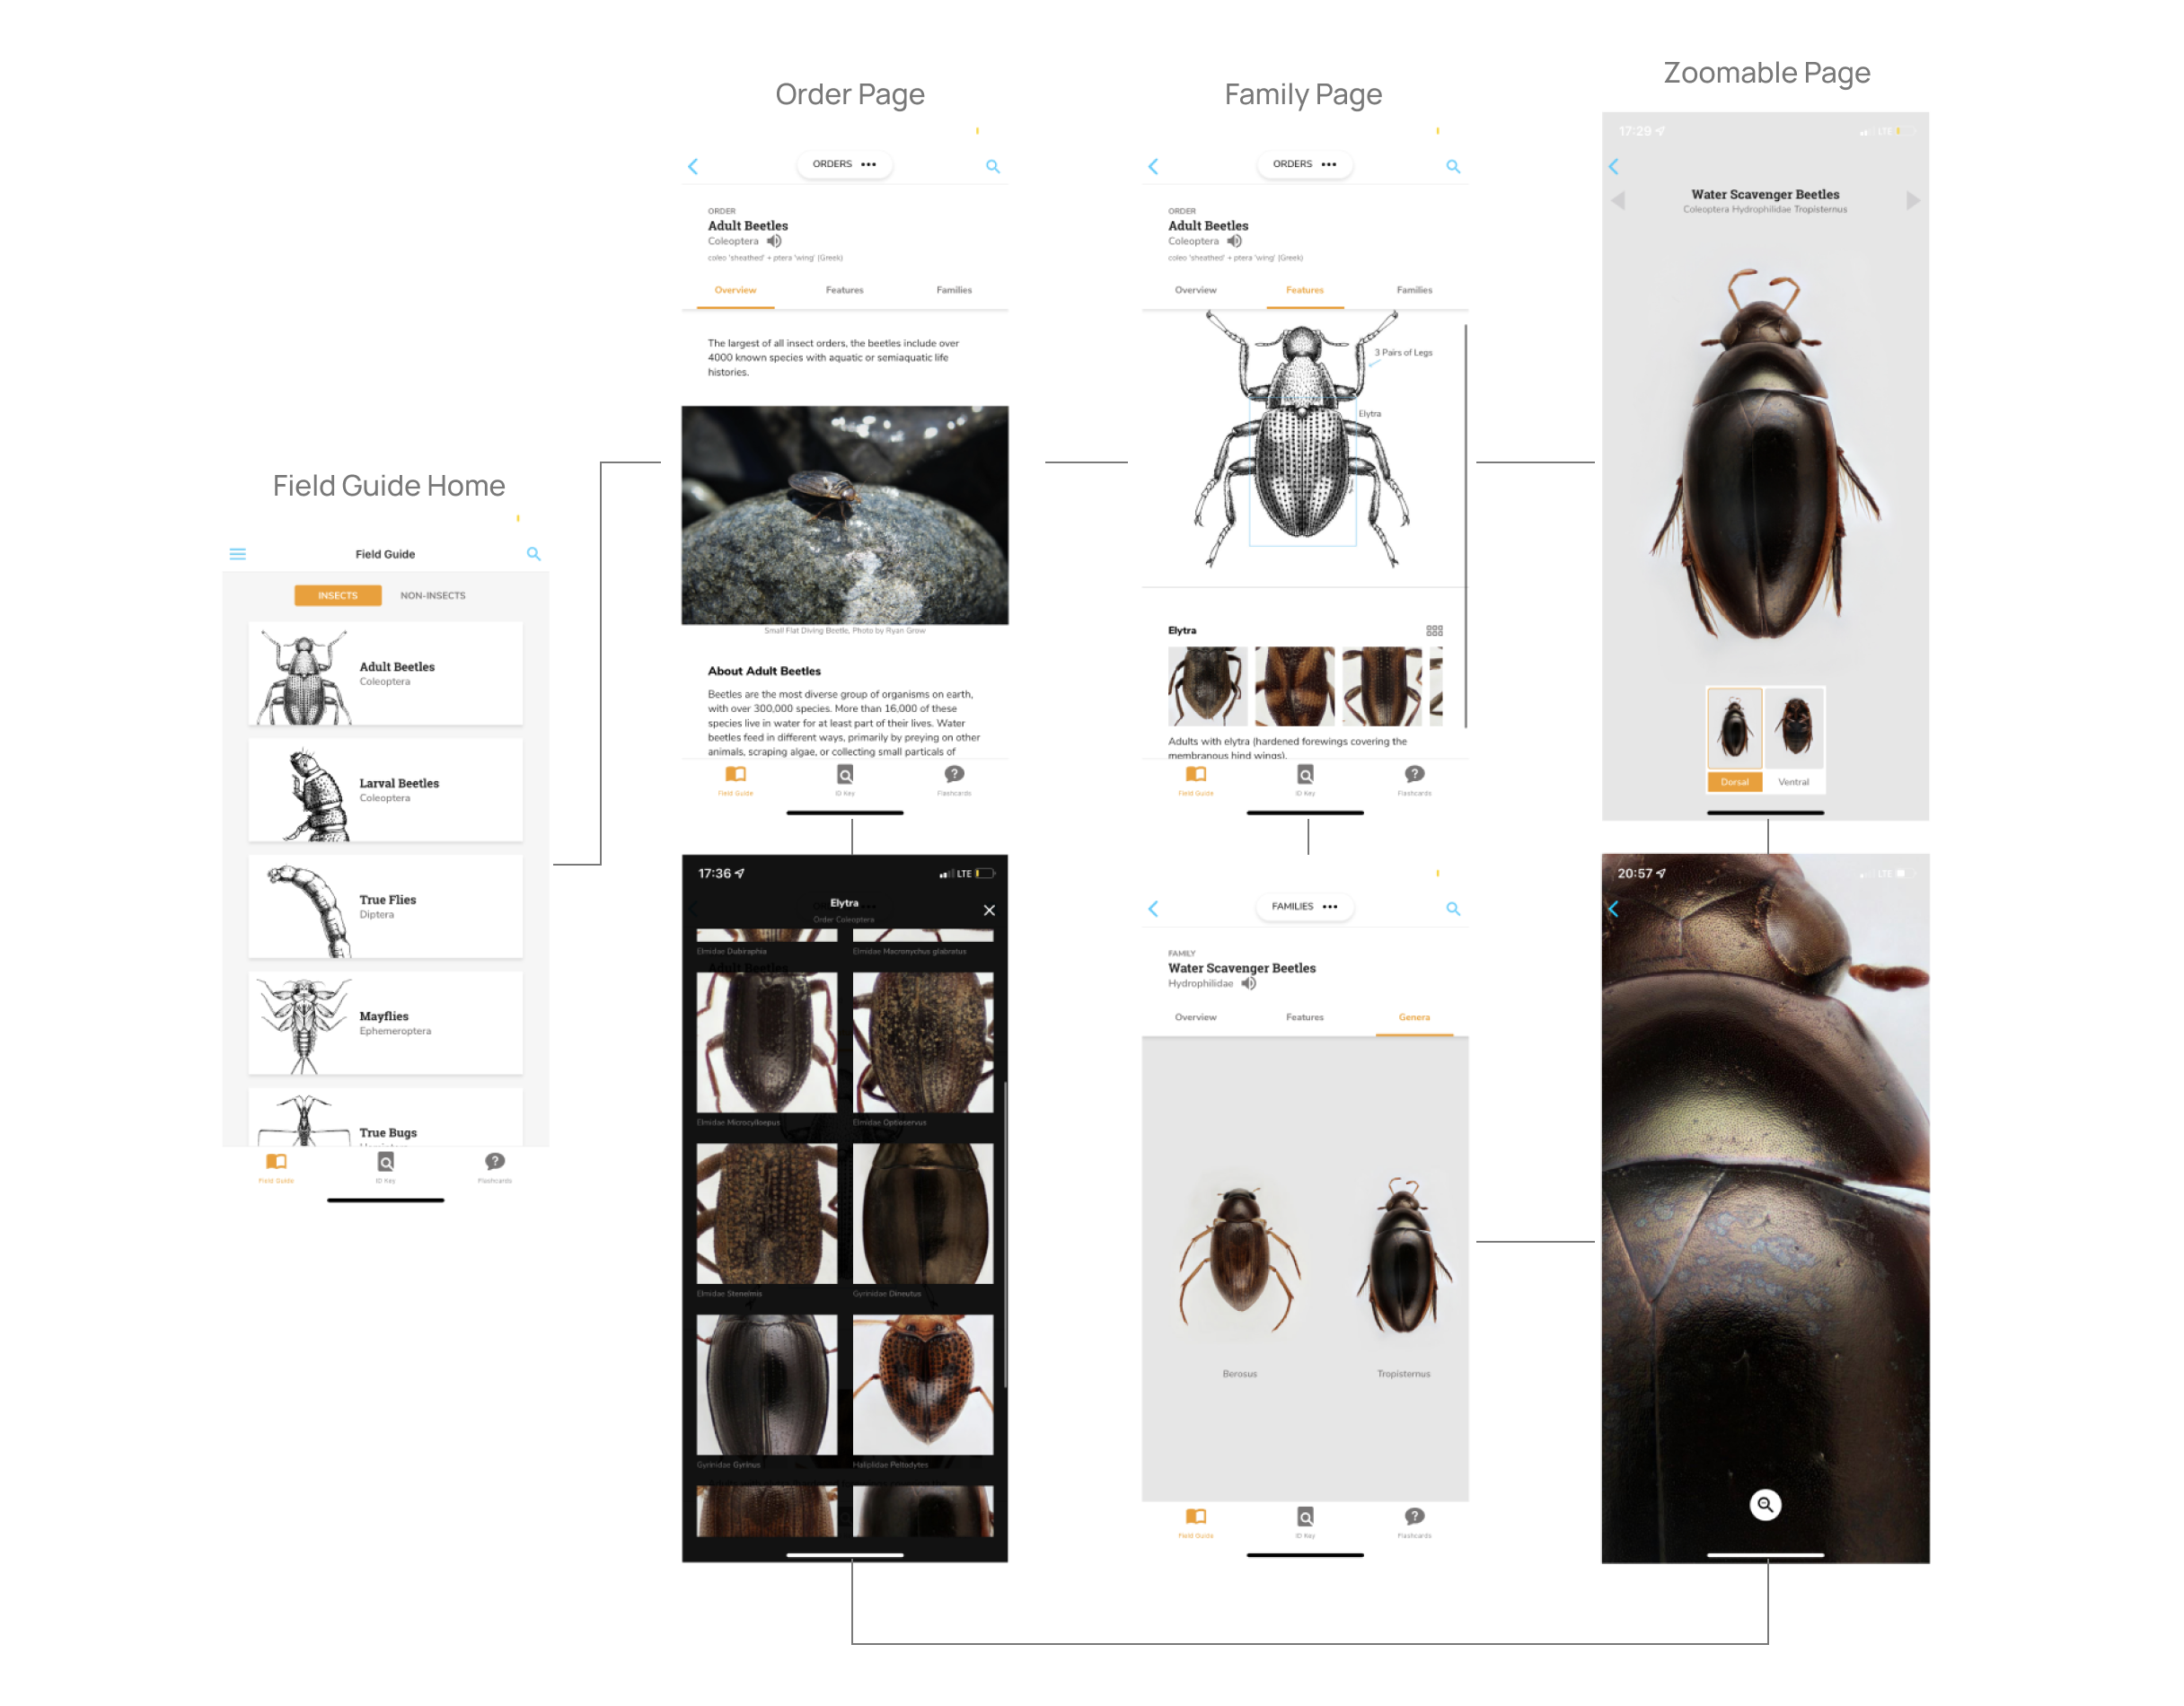 Order Page
Family Page
Zoomable Page
Field Guide Home
Field Guide
INSECTS
NON-INSECTS
Adult Beetles
Coleoptera
Larval Beetles
Coleoptera
True Flies
Diptera
Mayflies
Ephemeroptera
True Bugs
Field Guide
ID Key
Flashcards
ORDERS •••
ORDER
Adult Beetles
Coleoptera
coleo 'sheathed' + ptera 'wing' (Greek)
Overview
Features
Families
The largest of all insect orders, the beetles include over
4000 known species with aquatic or semiaquatic life
histories.
Small Flat Diving Beetle, Photo by Ryan Grow
About Adult Beetles
Beetles are the most diverse group of organisms on earth,
with over 300,000 species. More than 16,000 of these
species live in water for at least part of their lives. Water
beetles feed in different ways, primarily by preying on other
animals, scraping algae, or collecting small particals of
Field Guide
ID Key
Flashcards
17:36
LTE
Elytra
Order Coleoptera
Elmidae Dubiraphia
Elmidae Macronychus glabratus
Adult Beetles
Elmidae Microcylloepus
Elmidae Optioservus
Elmidae Stenelmis
Gyrinidae Dineutus
Gyrinidae Gyrinus
Haliplidae Peltodytes
ORDERS •••
ORDER
Adult Beetles
Coleoptera
coleo 'sheathed' + ptera 'wing' (Greek)
Overview
Features
Families
3 Pairs of Legs
Elytra
Elytra
Adults with elytra (hardened forewings covering the
membranous hind wings).
Field Guide
ID Key
Flashcards
FAMILIES •••
FAMILY
Water Scavenger Beetles
Hydrophilidae
Overview
Features
Genera
Berosus
Tropisternus
Field Guide
ID Key
Flashcards
17:29
LTE
Water Scavenger Beetles
Coleoptera Hydrophilidae Tropisternus
Dorsal
Ventral
20:57
LTE